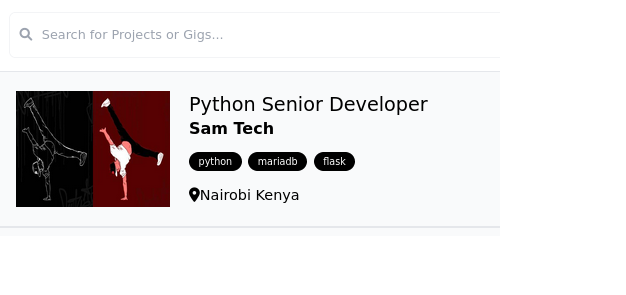 Search for Projects or Gigs...
Python Senior Developer
Sam Tech
python mariadb flask
Nairobi Kenya